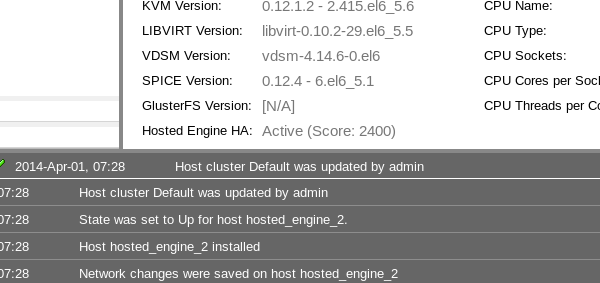 KVM Version: 0.12.1.2 - 2.415.el6_5.6 CPU Name:
LIBVIRT Version: libvirt-0.10.2-29.el6_5.5 CPU Type:
VDSM Version: vdsm-4.14.6-0.el6 CPU Sockets:
SPICE Version: 0.12.4 - 6.el6_5.1 CPU Cores per Soc
GlusterFS Version: [N/A] CPU Threads per Co
Hosted Engine HA: Active (Score: 2400)
2014-Apr-01, 07:28 Host cluster Default was updated by admin
07:28 Host cluster Default was updated by admin
07:28 State was set to Up for host hosted_engine_2.
07:28 Host hosted_engine_2 installed
07:28 Network changes were saved on host hosted_engine_2